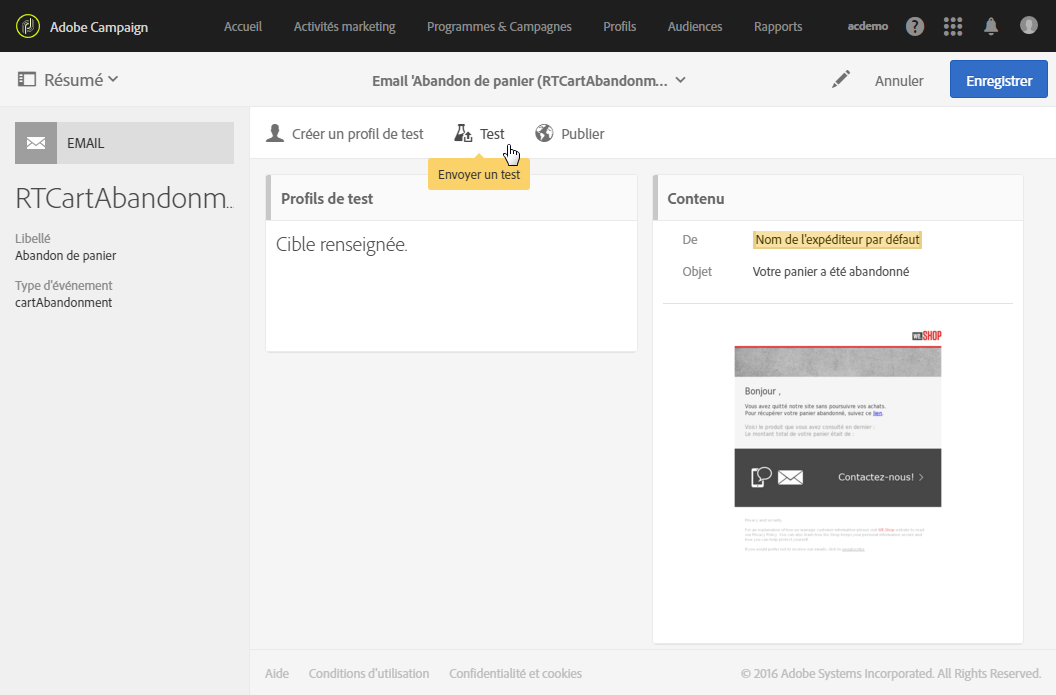 Adobe Campaign
Accueil
Activités marketing
Programmes & Campagnes
Profils
Audiences
Rapports
acdemo
?
Résumé
Email 'Abandon de panier (RTCartAbandonm...
Annuler
Enregistrer
EMAIL
RTCartAbandonm...
Libellé
Abandon de panier
Type d'événement
cartAbandonment
Créer un profil de test
Test
Publier
Envoyer un test
Profils de test
Cible renseignée.
Contenu
De
Nom de l'expéditeur par défaut
Objet
Votre panier a été abandonné
WE.SHOP
Bonjour ,
Vous avez quitté notre site sans poursuivre vos achats.
Pour récupérer votre panier abandonné, suivez ce lien.
Voici le produit que vous avez consulté en dernier :
Le montant total de votre panier était de :
Contactez-nous! >
Aide
Conditions d'utilisation
Confidentialité et cookies
© 2016 Adobe Systems Incorporated. All Rights Reserved.